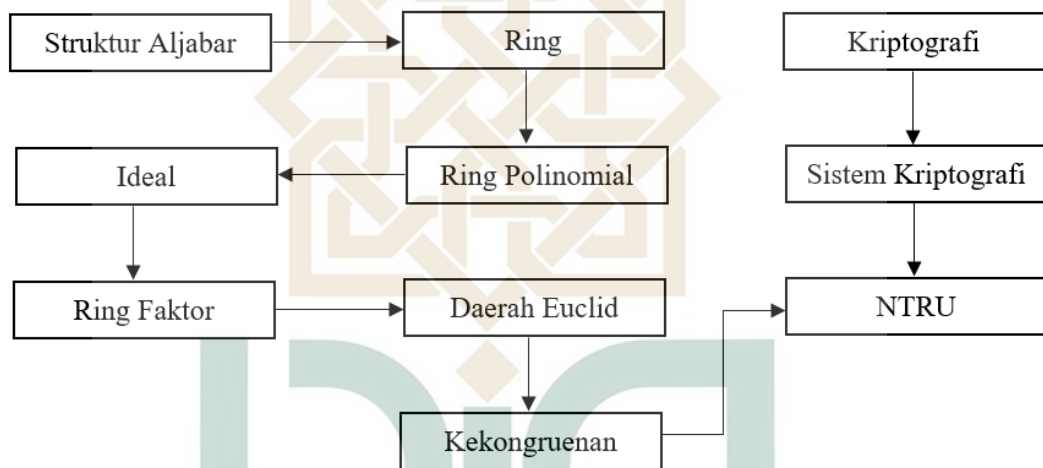 Struktur Aljabar
Ring
Kriptografi
Ideal
Ring Polinomial
Sistem Kriptografi
Ring Faktor
Daerah Euclid
NTRU
Kekongruenan